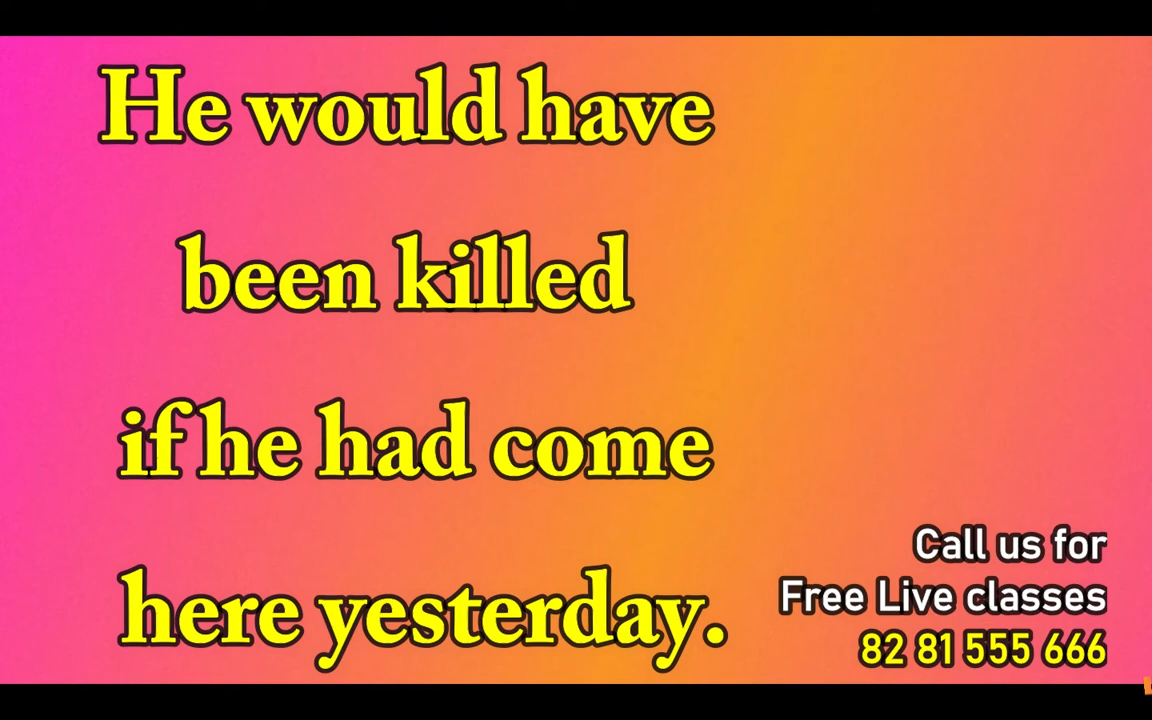 He would have
been killed
if he had come
here yesterday.
Call us for
Free Live classes
82 81 555 666